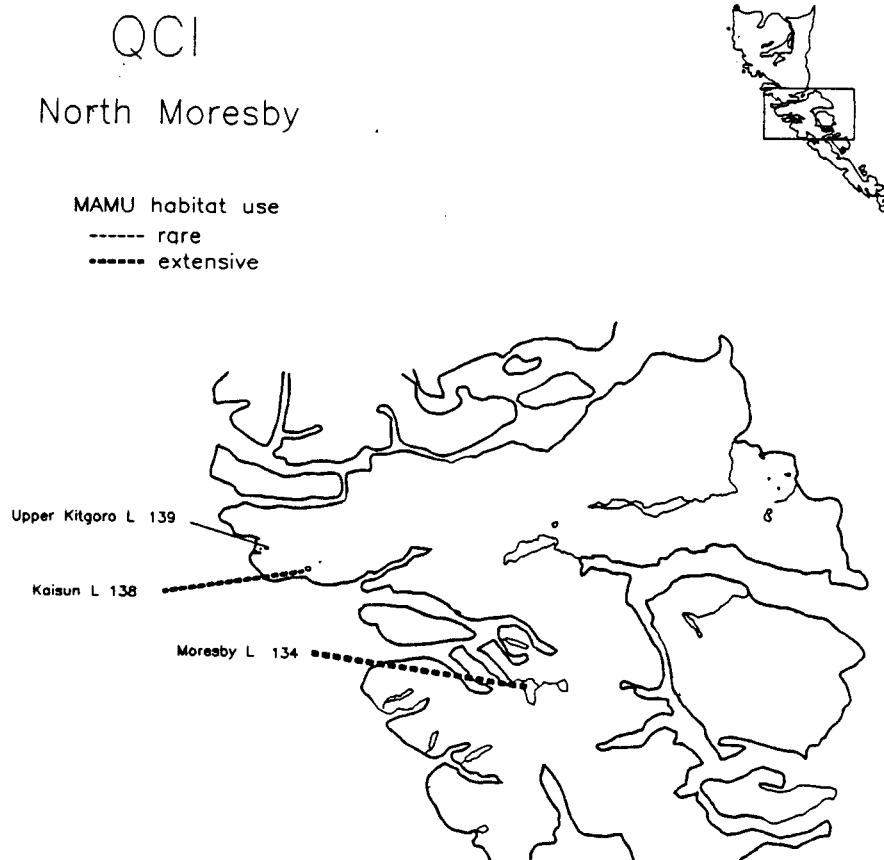 QCI
North Moresby
MAMU habitat use
rare
extensive
Upper Kitgoro L 139
Kaisun L 138
Moresby L 134